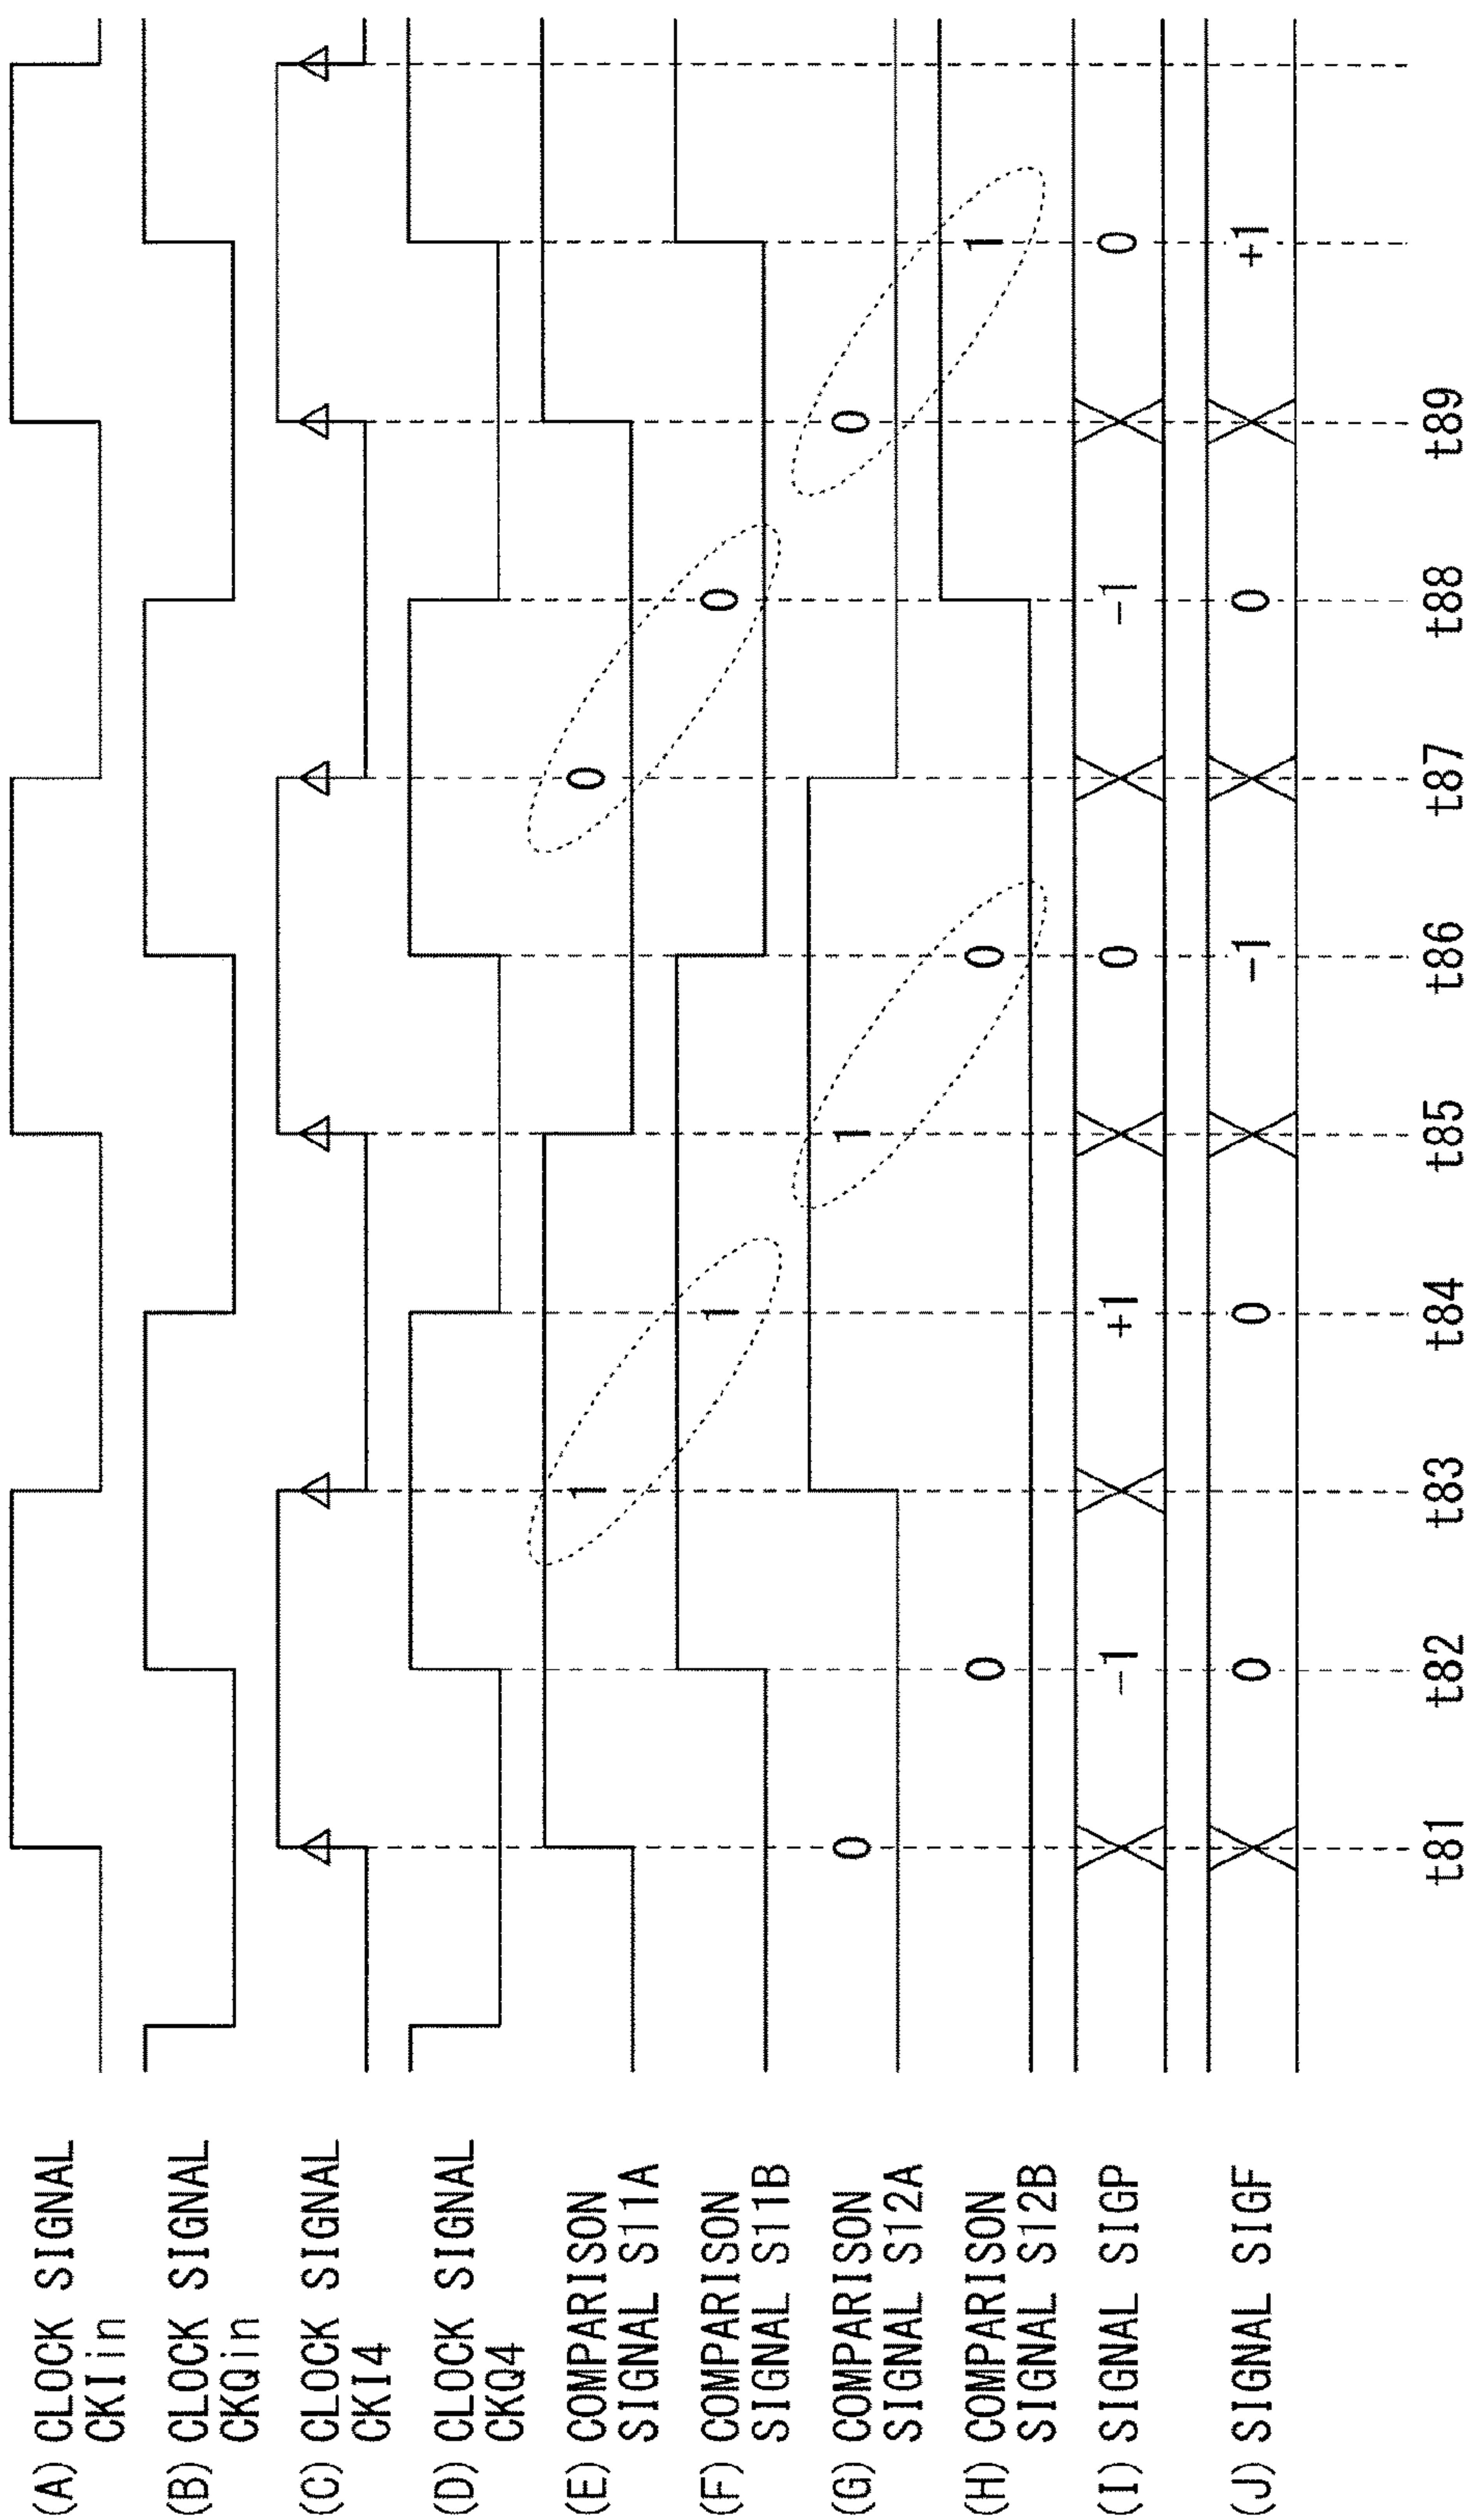 (A) CLOCK SIGNAL
CKIin
(B) CLOCK SIGNAL
CKQin
(C) CLOCK SIGNAL
CKI4
(D) CLOCK SIGNAL
CKQ4
(E) COMPARISON
SIGNAL S11A
1 0
(F) COMPARISON
SIGNAL S11B
1 0
(G) COMPARISON
SIGNAL S12A
0 1 0
(H) COMPARISON
SIGNAL S12B
0 0 1
(I) SIGNAL SIGP
-1 +1 0 -1 0
(J) SIGNAL SIGF
0 0 -1 0 +1
t81 t82 t83 t84 t85 t86 t87 t88 t89